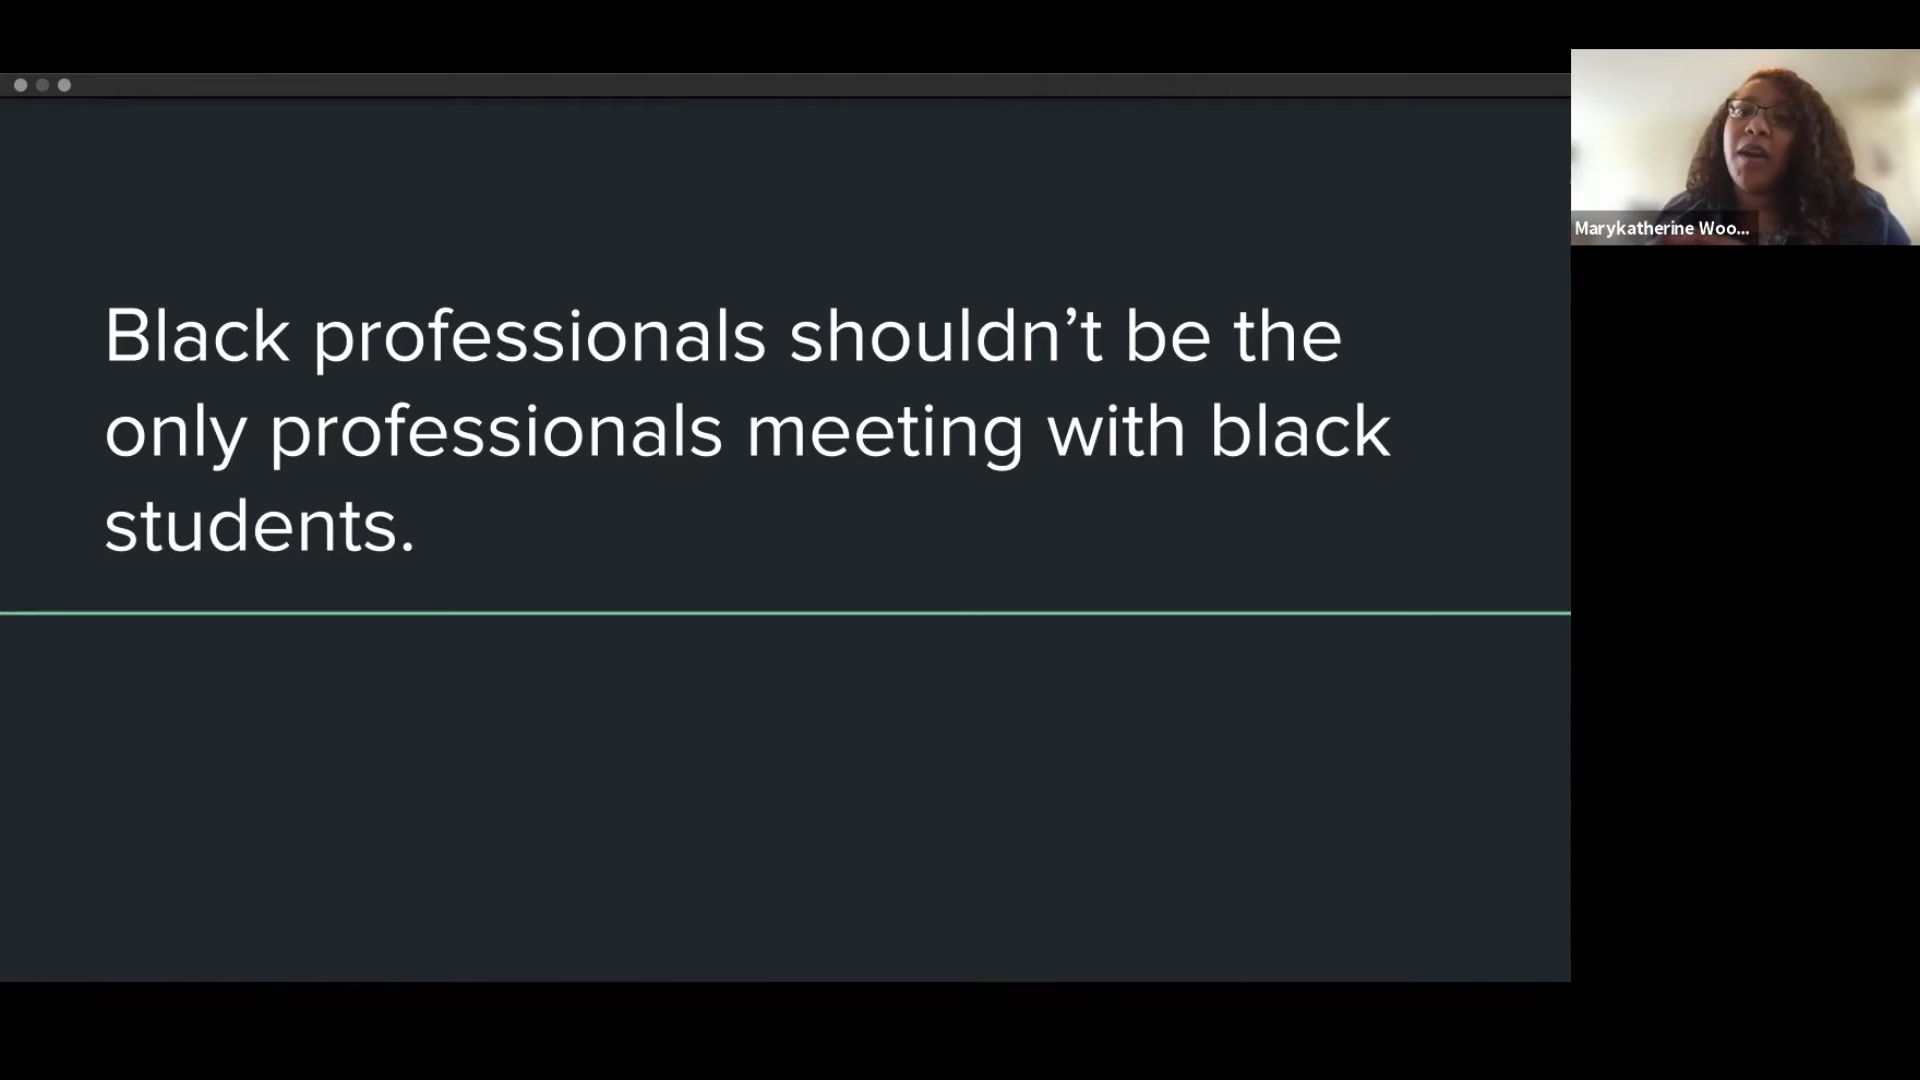 Black professionals shouldn’t be the
only professionals meeting with black
students.
Marykatherine Woo...